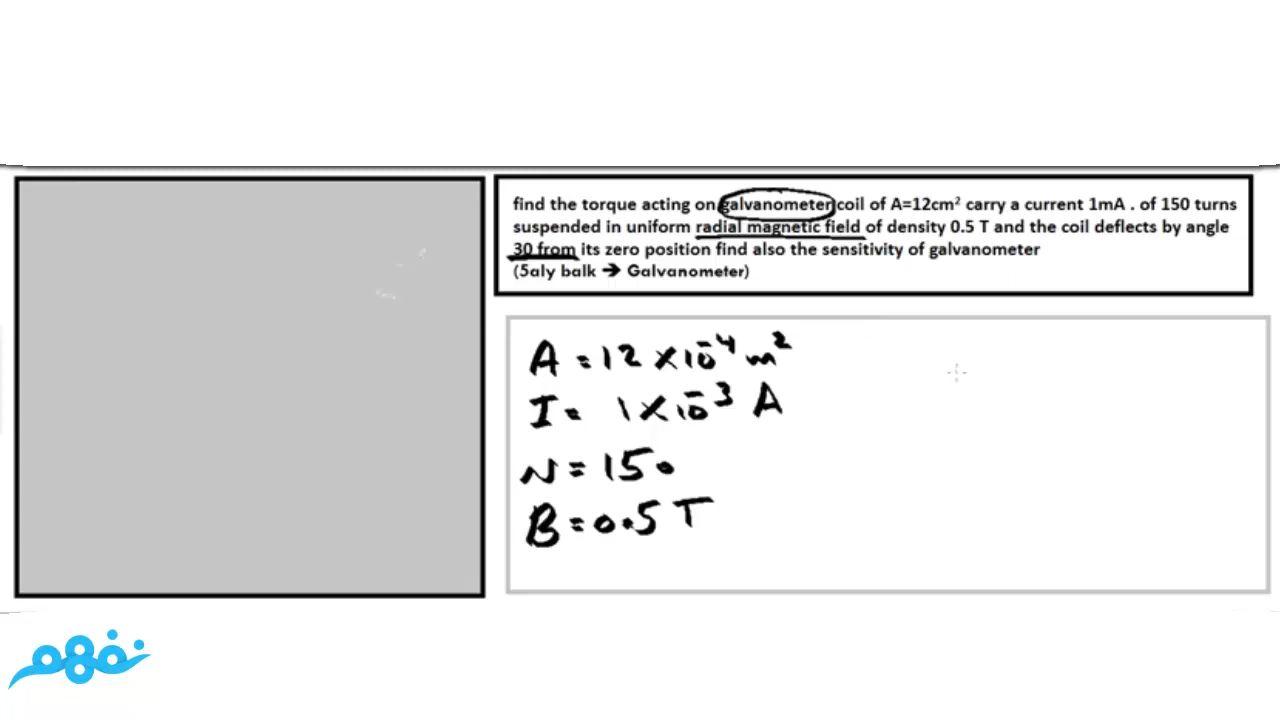 find the torque acting on galvanometer coil of A=12cm² carry a current 1mA . of 150 turns
suspended in uniform radial magnetic field of density 0.5 T and the coil deflects by angle
30 from its zero position find also the sensitivity of galvanometer
(5aly balk ➔ Galvanometer)
A = 12 × 10⁻⁴ m²
I = 1 × 10⁻³ A
N = 150
B = 0.5 T
نفهم